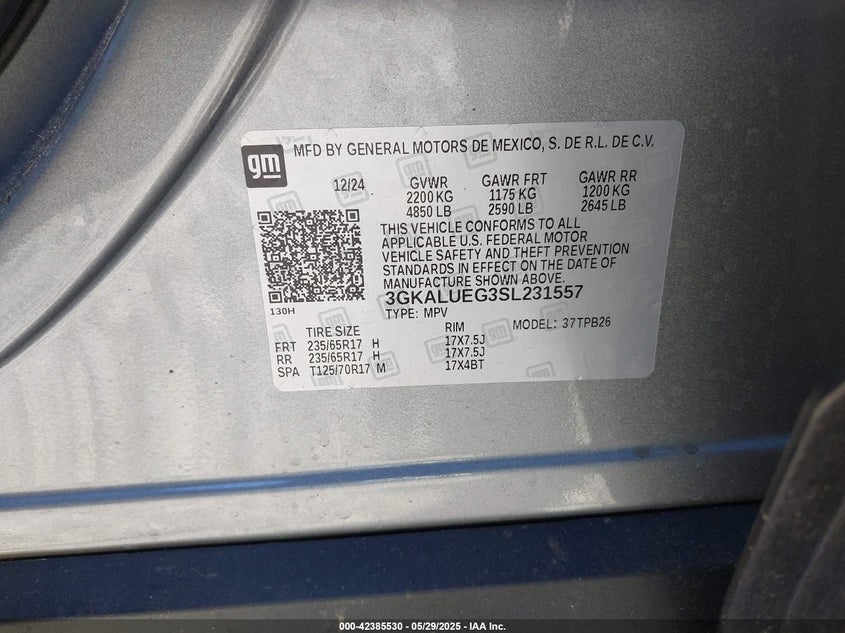 gm
MFD BY GENERAL MOTORS DE MEXICO, S. DE R.L. DE C.V.
12/24 GVWR GAWR FRT GAWR RR
2200 KG 1175 KG 1200 KG
4850 LB 2590 LB 2645 LB
THIS VEHICLE CONFORMS TO ALL
APPLICABLE U.S. FEDERAL MOTOR
VEHICLE SAFETY AND THEFT PREVENTION
STANDARDS IN EFFECT ON THE DATE OF
MANUFACTURE SHOWN ABOVE.
3GKALUEG3SL231557
130H
TYPE: MPV MODEL: 37TPB26
TIRE SIZE RIM
FRT 235/65R17 H 17X7.5J
RR 235/65R17 H 17X7.5J
SPA T125/70R17 M 17X4BT
000-42385530 - 05/29/2025 - IAA Inc.